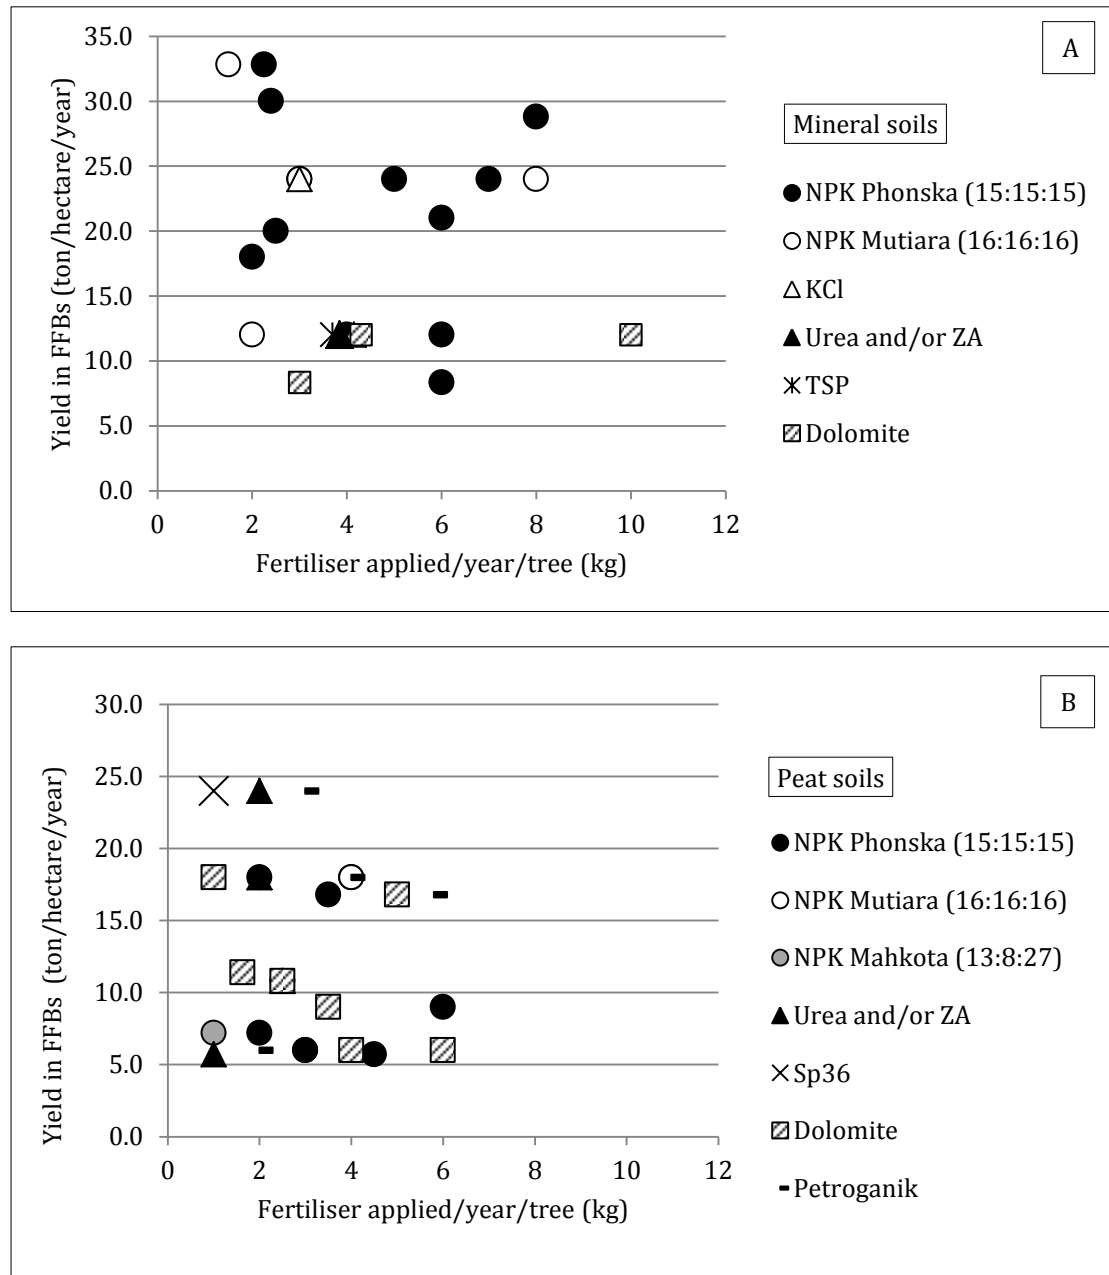 A
35.0
30.0
25.0
20.0
15.0
10.0
5.0
0.0
Yield in FFBs (ton/hectare/year)
0 2 4 6 8 10 12
Fertiliser applied/year/tree (kg)
Mineral soils
NPK Phonska (15:15:15)
NPK Mutiara (16:16:16)
KCl
Urea and/or ZA
TSP
Dolomite
B
30.0
25.0
20.0
15.0
10.0
5.0
0.0
Yield in FFBs (ton/hectare/year)
0 2 4 6 8 10 12
Fertiliser applied/year/tree (kg)
Peat soils
NPK Phonska (15:15:15)
NPK Mutiara (16:16:16)
NPK Mahkota (13:8:27)
Urea and/or ZA
Sp36
Dolomite
Petroganik